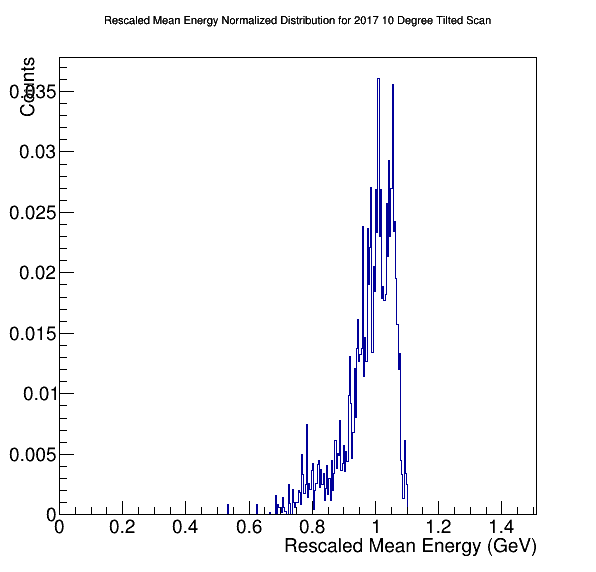 Rescaled Mean Energy Normalized Distribution for 2017 10 Degree Tilted Scan
Counts
0.035
0.03
0.025
0.02
0.015
0.01
0.005
0
0 0.2 0.4 0.6 0.8 1 1.2 1.4
Rescaled Mean Energy (GeV)